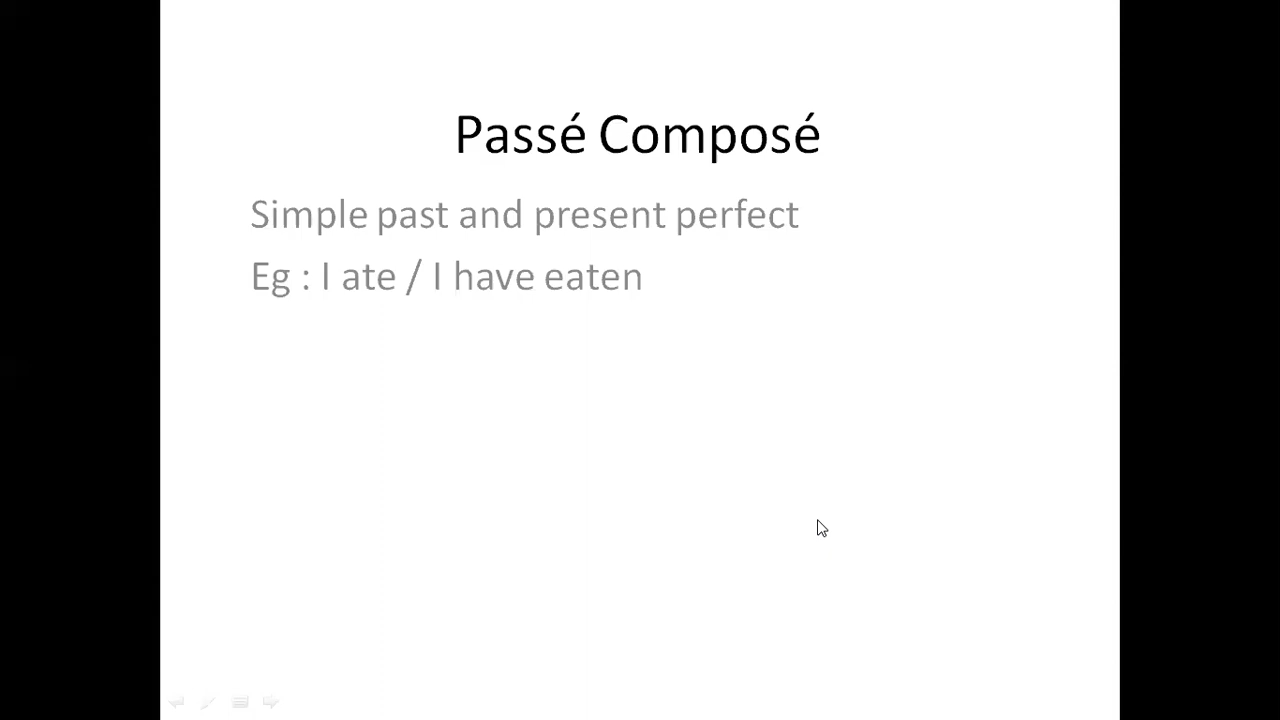 Passé Composé
Simple past and present perfect
Eg : I ate / I have eaten